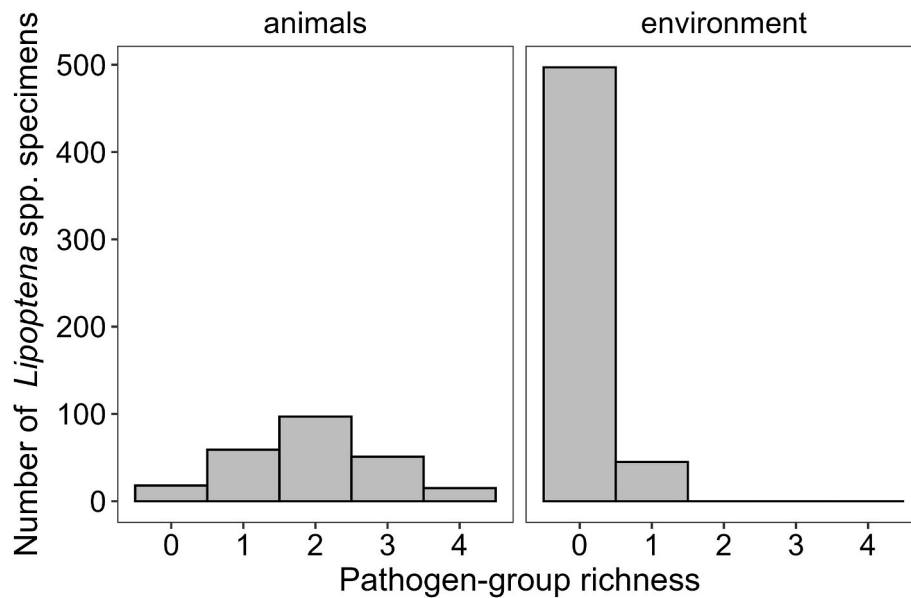 animals
environment
Number of Lipoptena spp. specimens
500
400
300
200
100
0
0 1 2 3 4
0 1 2 3 4
Pathogen-group richness